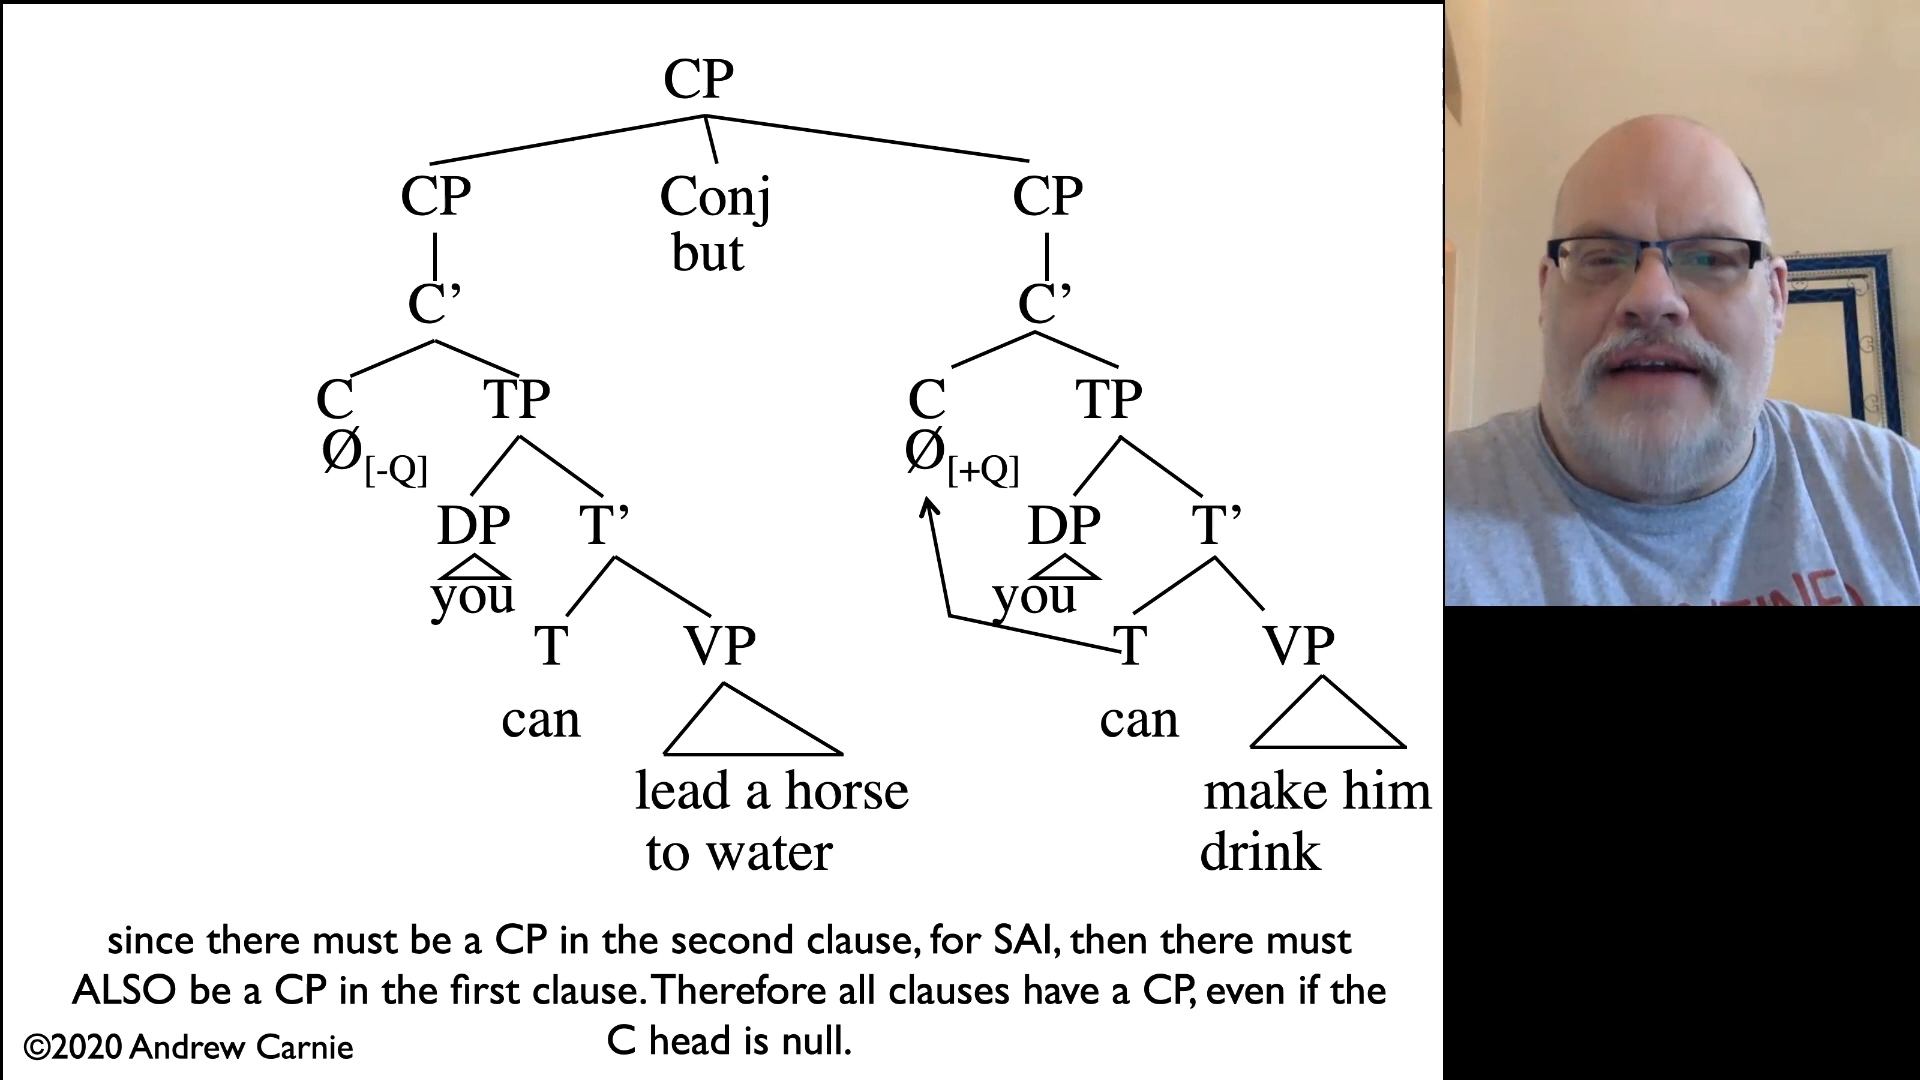 CP
CP Conj CP
but
C’ C’
C TP C TP
Ø[-Q] Ø[+Q]
DP T’ DP T’
you you
T VP T VP
can can
lead a horse make him
to water drink
since there must be a CP in the second clause, for SAI, then there must
ALSO be a CP in the first clause. Therefore all clauses have a CP, even if the
C head is null.
©2020 Andrew Carnie